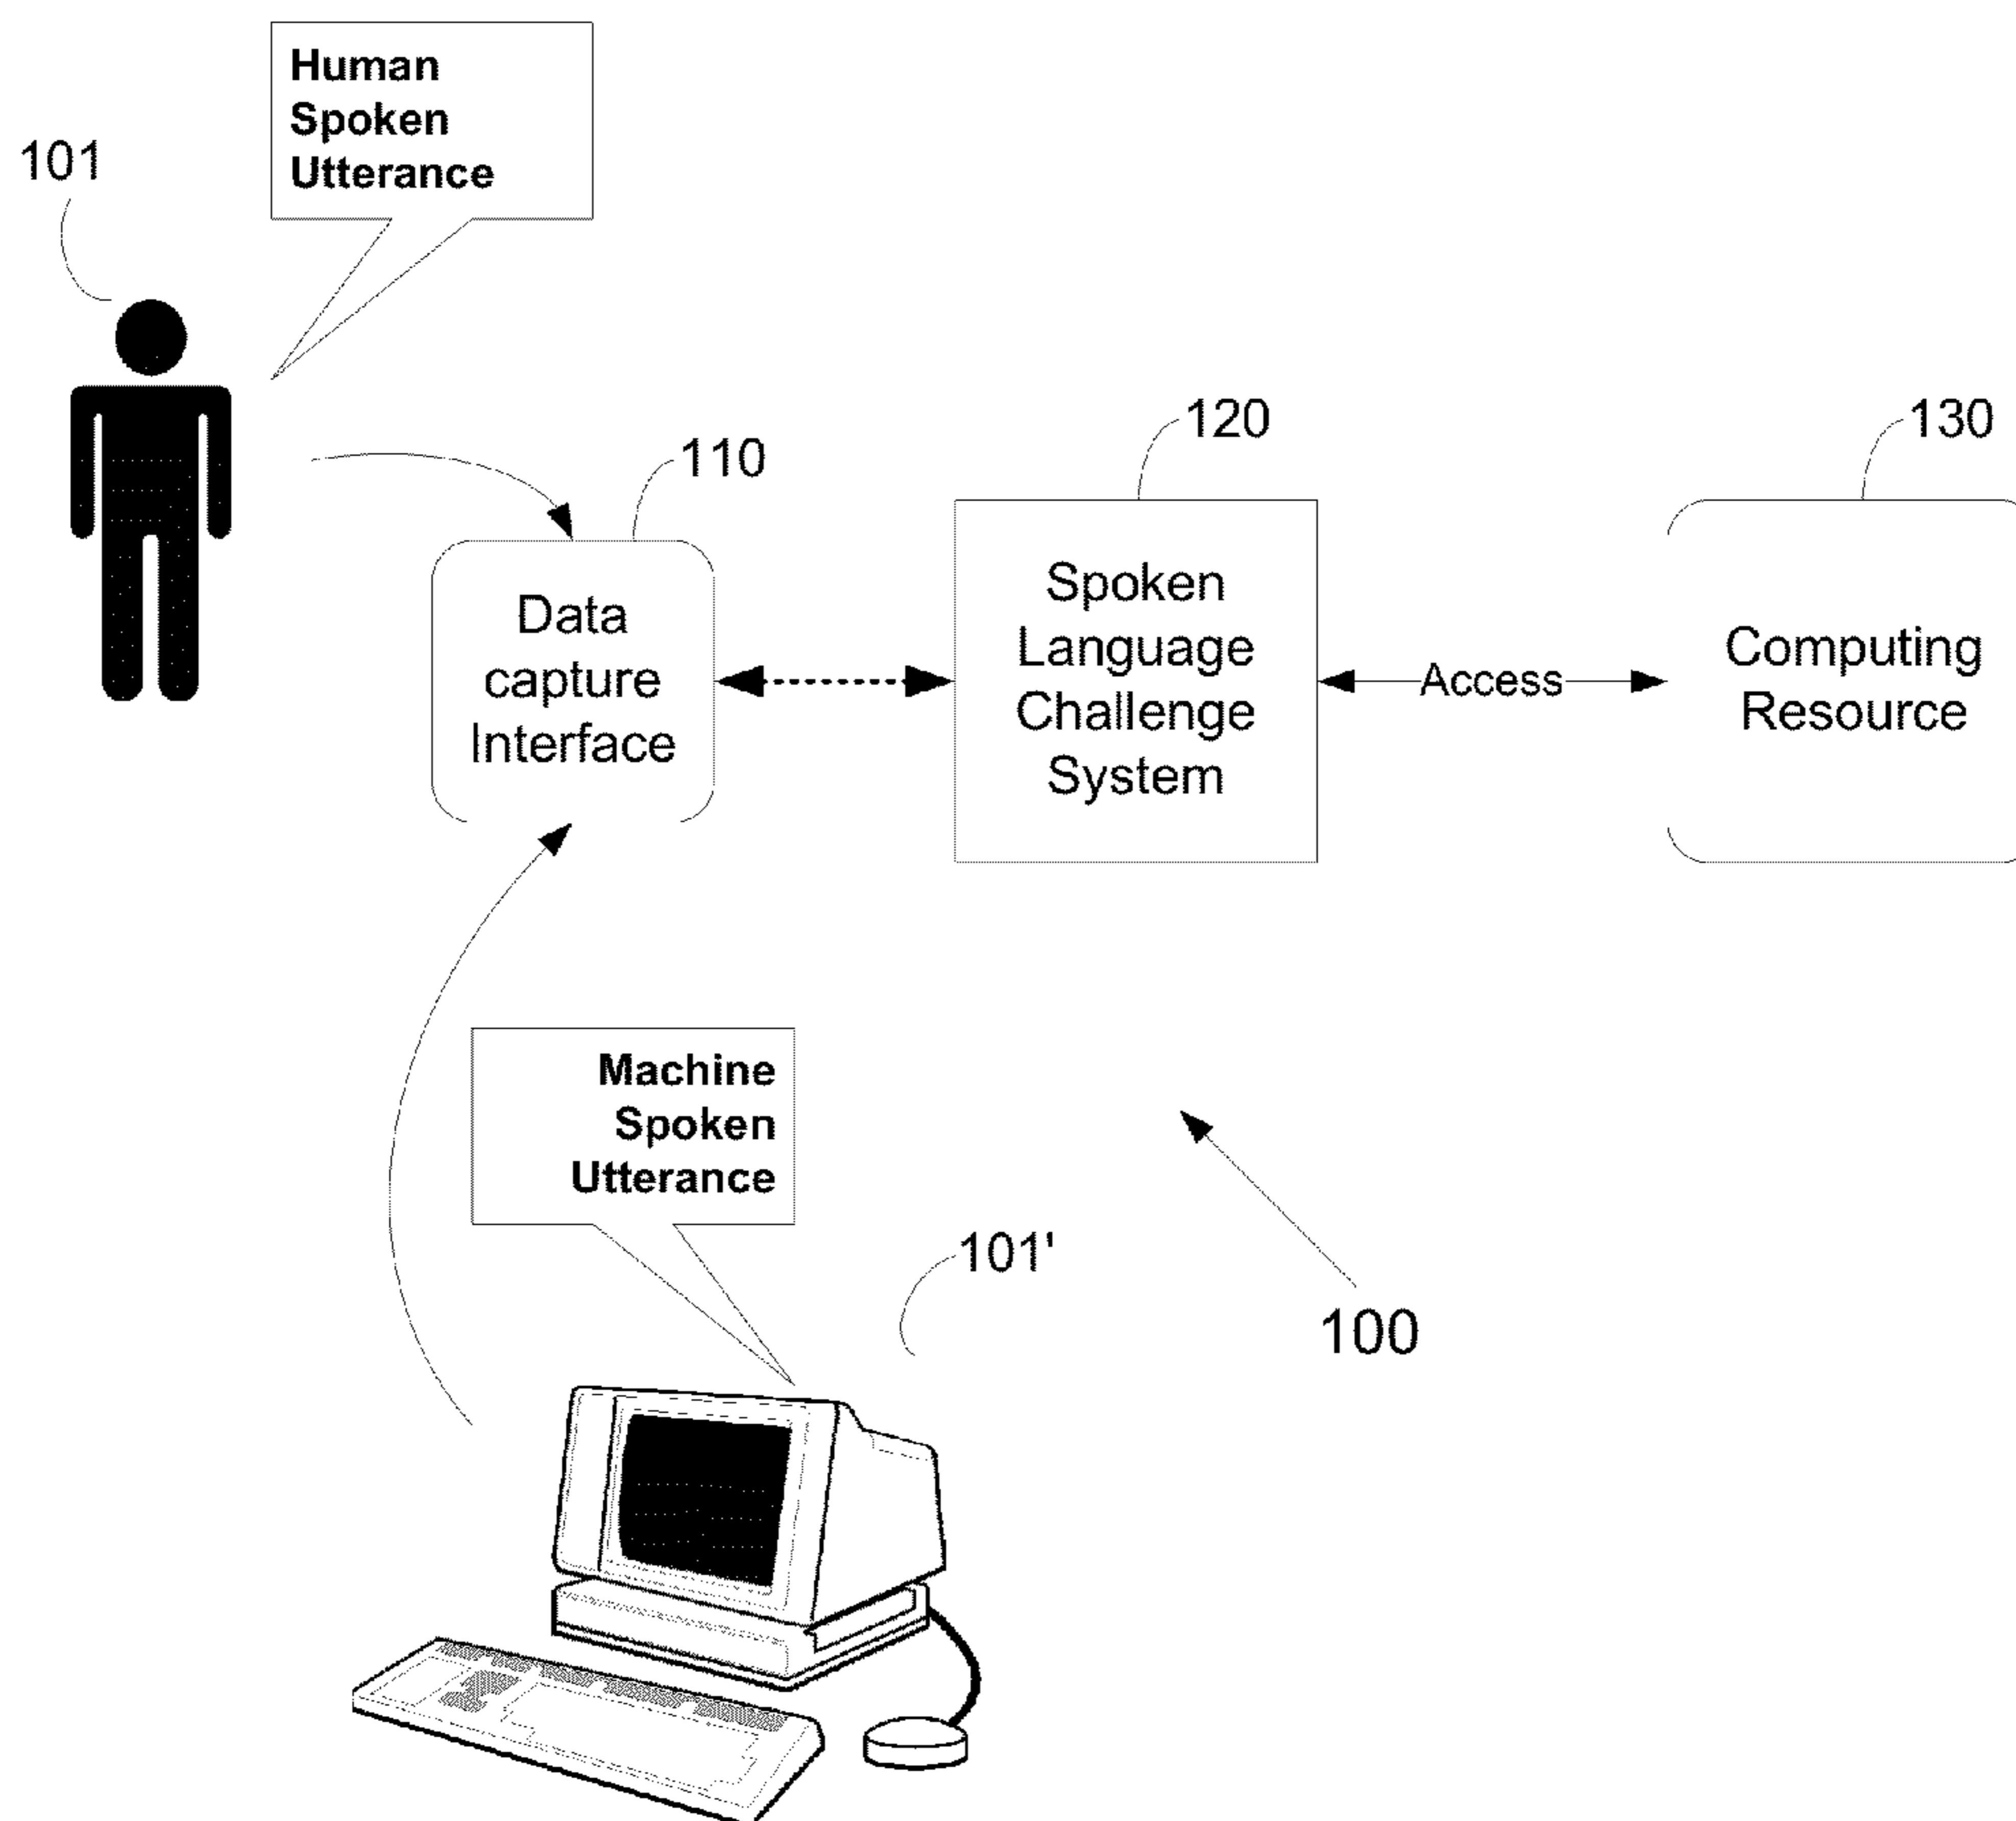 Human
Spoken
Utterance
101
110
120
130
Data
capture
Interface
Spoken
Language
Challenge
System
Access
Computing
Resource
Machine
Spoken
Utterance
101'
100